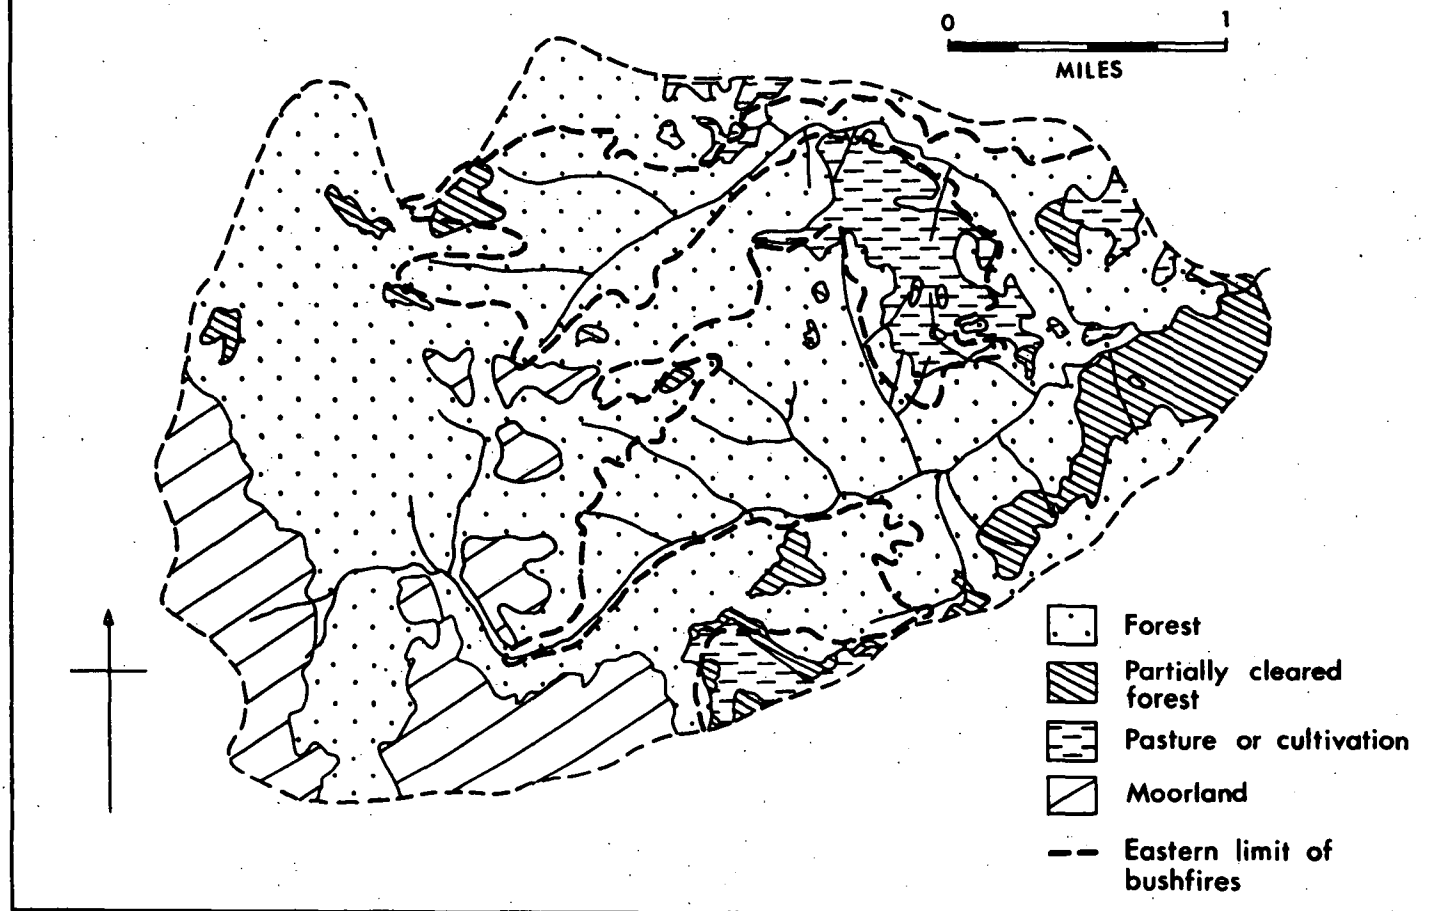 0 1
MILES
Forest
Partially cleared
forest
Pasture or cultivation
Moorland
Eastern limit of
bushfires